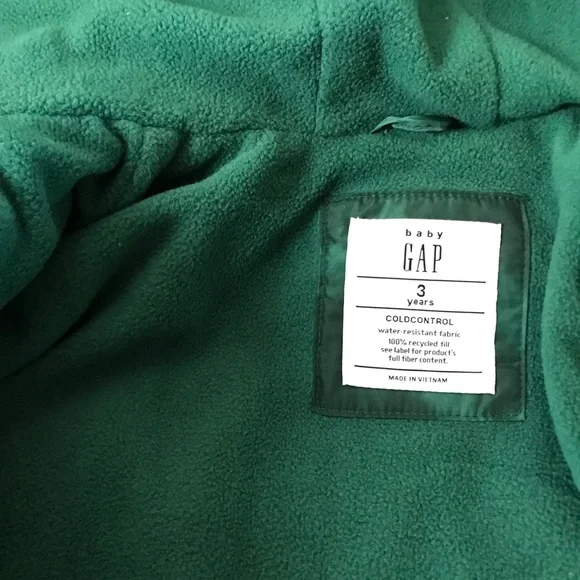 baby
GAP
3
years
COLDCONTROL
water-resistant fabric
100% recycled fill
see label for product's
full fiber content.
MADE IN VIETNAM